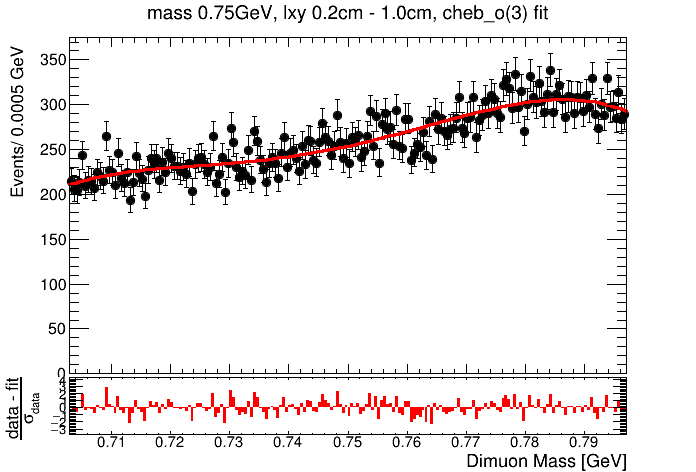 mass 0.75GeV, lxy 0.2cm - 1.0cm, cheb_o(3) fit
Events/ 0.0005 GeV
350
300
250
200
150
100
50
0
data - fit
σdata
4
3
2
1
0
−1
−2
−3
0.71 0.72 0.73 0.74 0.75 0.76 0.77 0.78 0.79
Dimuon Mass [GeV]